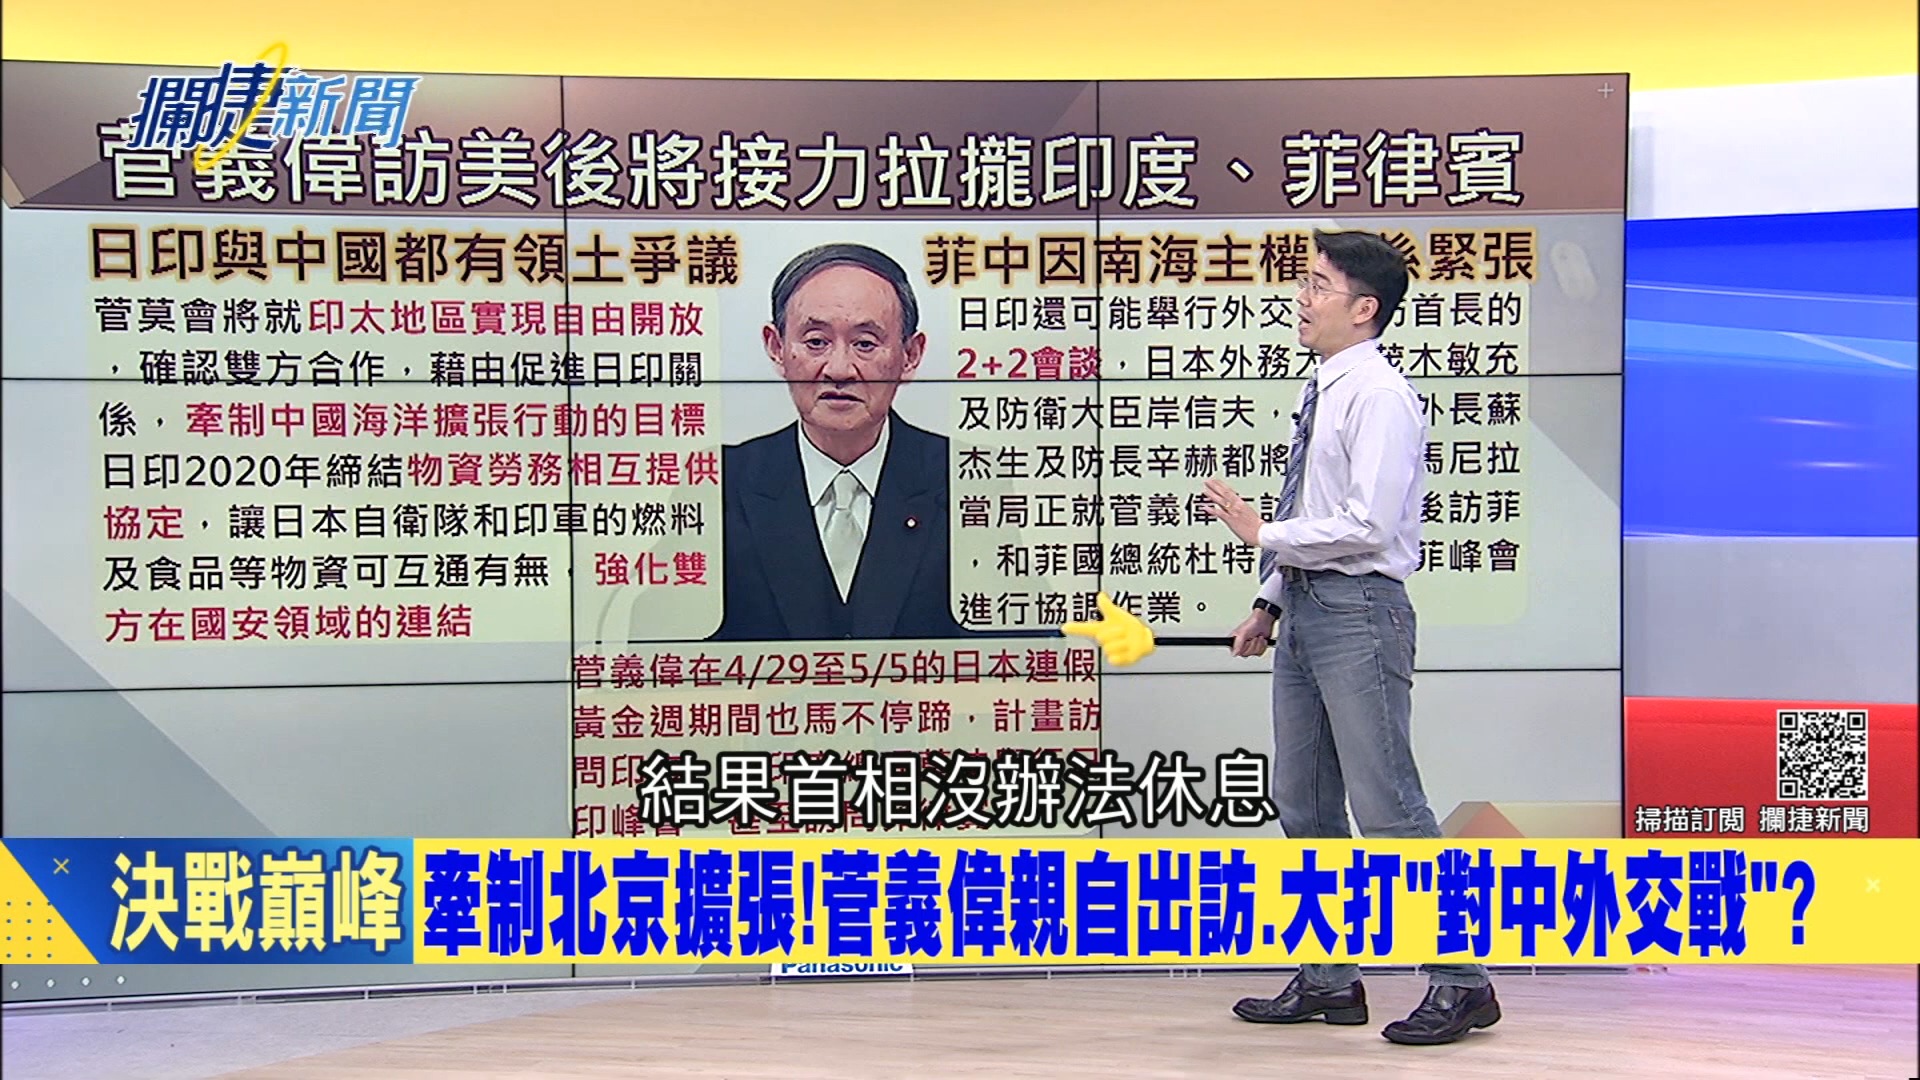 攔捷新聞
菅義偉訪美後將接力拉攏印度、菲律賓
日印與中國都有領土爭議
菅莫會將就印太地區實現自由開放
，確認雙方合作，藉由促進日印關
係，牽制中國海洋擴張行動的目標
日印2020年締結物資勞務相互提供
協定，讓日本自衛隊和印軍的燃料
及食品等物資可互通有無，強化雙
方在國安領域的連結
菲中因南海主權 係緊張
日印還可能舉行外交 防首長的
2+2會談，日本外務大 茂木敏充
及防衛大臣岸信夫， 外長蘇
杰生及防長辛赫都將 馬尼拉
當局正就菅義偉 後訪菲
，和菲國總統杜特 菲峰會
進行協調作業。
菅義偉在4/29至5/5的日本連假
黃金週期間也馬不停蹄，計畫訪
問印
印峰會
結果首相沒辦法休息
掃描訂閱 攔捷新聞
決戰巔峰
牽制北京擴張!菅義偉親自出訪.大打"對中外交戰"?
Panasonic